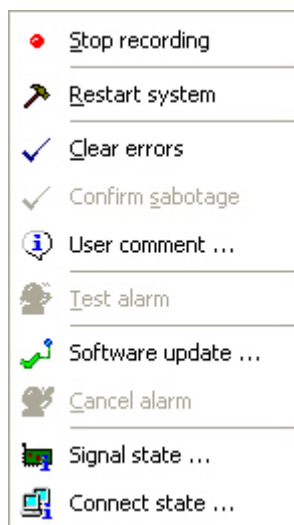 Stop recording
Restart system
Clear errors
Confirm sabotage
User comment ...
Test alarm
Software update ...
Cancel alarm
Signal state ...
Connect state ...